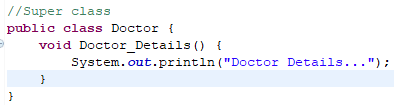 //Super class
public class Doctor {
    void Doctor_Details() {
        System.out.println("Doctor Details...");
    }
}